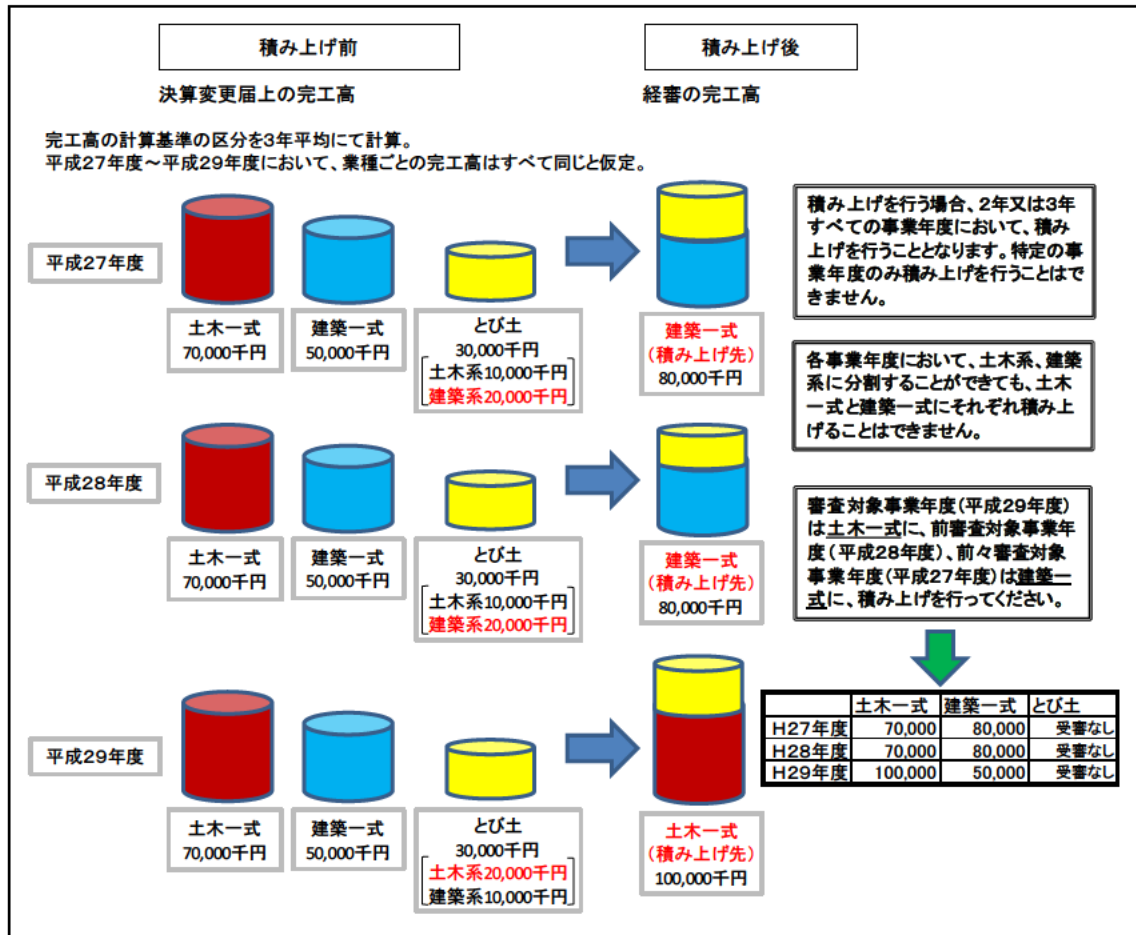 積み上げ前
積み上げ後
決算変更届上の完工高
経審の完工高
完工高の計算基準の区分を3年平均にて計算。
平成27年度～平成29年度において、業種ごとの完工高はすべて同じと仮定。
平成27年度
土木一式
70,000千円
建築一式
50,000千円
とび土
30,000千円
土木系10,000千円
建築系20,000千円
建築一式
(積み上げ先)
80,000千円
積み上げを行う場合、2年又は3年
すべての事業年度において、積み
上げを行うこととなります。特定の事
業年度のみ積み上げを行うことはで
きません。
各事業年度において、土木系、建築
系に分割することができても、土木
一式と建築一式にそれぞれ積み上
げることはできません。
平成28年度
土木一式
70,000千円
建築一式
50,000千円
とび土
30,000千円
土木系10,000千円
建築系20,000千円
建築一式
(積み上げ先)
80,000千円
審査対象事業年度(平成29年度)
は土木一式に、前審査対象事業年
度(平成28年度)、前々審査対象
事業年度(平成27年度)は建築一
式に、積み上げを行ってください。
平成29年度
土木一式
70,000千円
建築一式
50,000千円
とび土
30,000千円
土木系20,000千円
建築系10,000千円
土木一式
(積み上げ先)
100,000千円
土木一式 建築一式 とび土
H27年度 70,000 80,000 受審なし
H28年度 70,000 80,000 受審なし
H29年度 100,000 50,000 受審なし